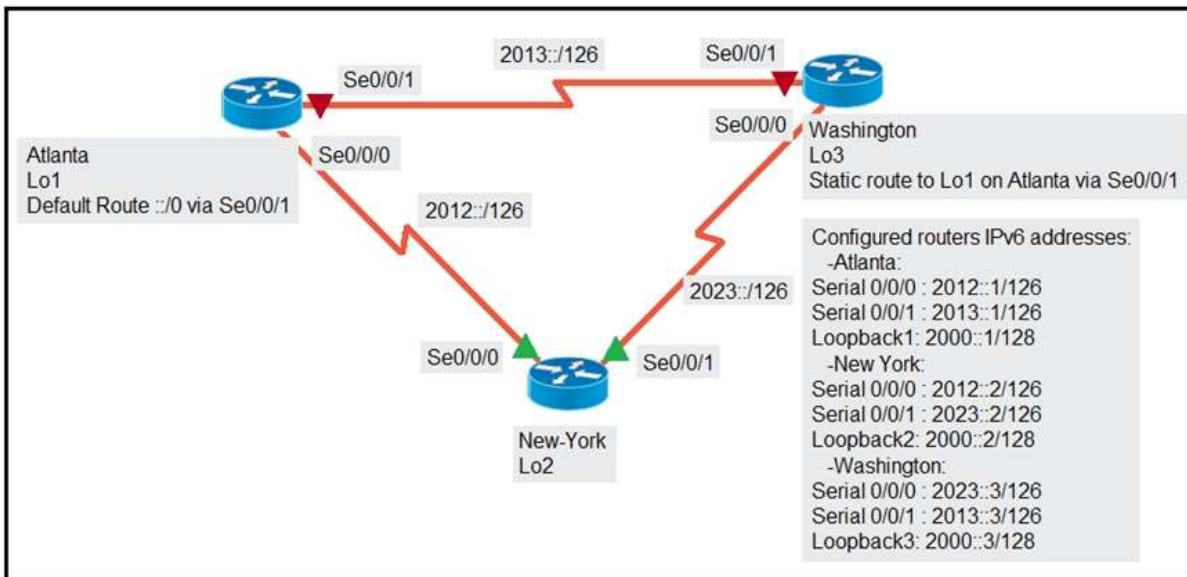 2013::/126
Se0/0/1
Se0/0/1
Se0/0/0
Se0/0/0
Atlanta
Lo1
Default Route ::/0 via Se0/0/1
Washington
Lo3
Static route to Lo1 on Atlanta via Se0/0/1
2012::/126
2023::/126
Se0/0/0
Se0/0/1
New-York
Lo2
Configured routers IPv6 addresses:
-Atlanta:
Serial 0/0/0 : 2012::1/126
Serial 0/0/1 : 2013::1/126
Loopback1: 2000::1/128
-New York:
Serial 0/0/0 : 2012::2/126
Serial 0/0/1 : 2023::2/126
Loopback2: 2000::2/128
-Washington:
Serial 0/0/0 : 2023::3/126
Serial 0/0/1 : 2013::3/126
Loopback3: 2000::3/128